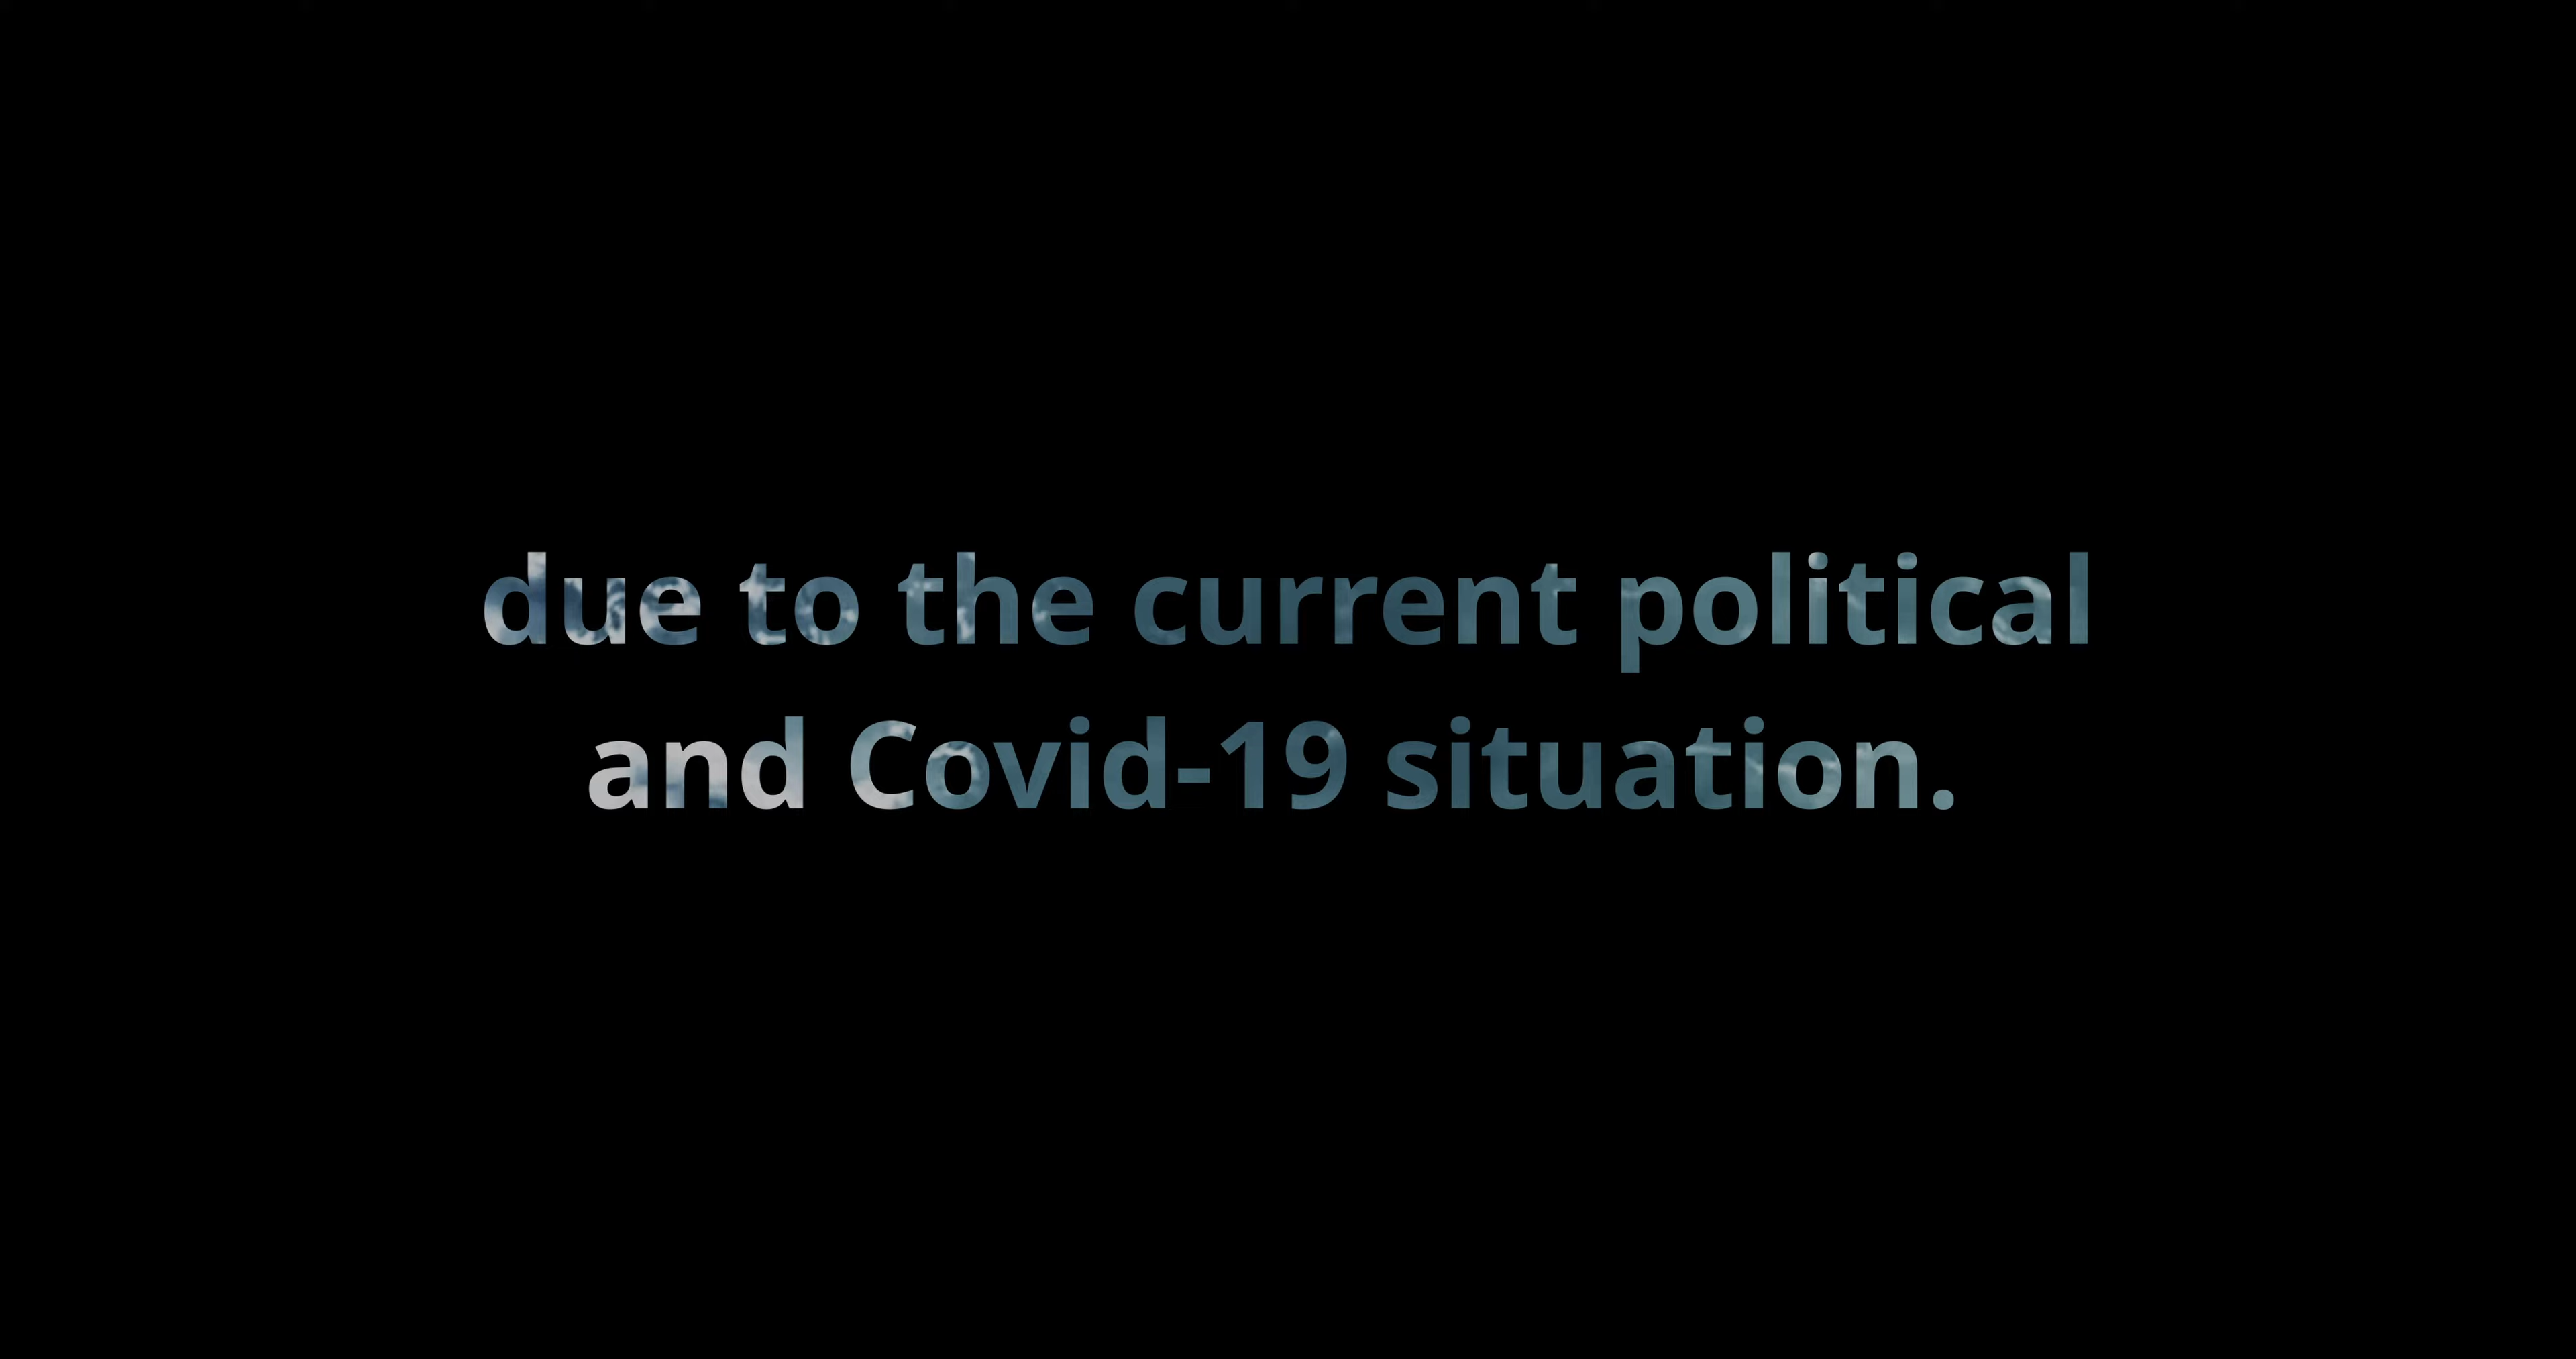 due to the current political
and Covid-19 situation.